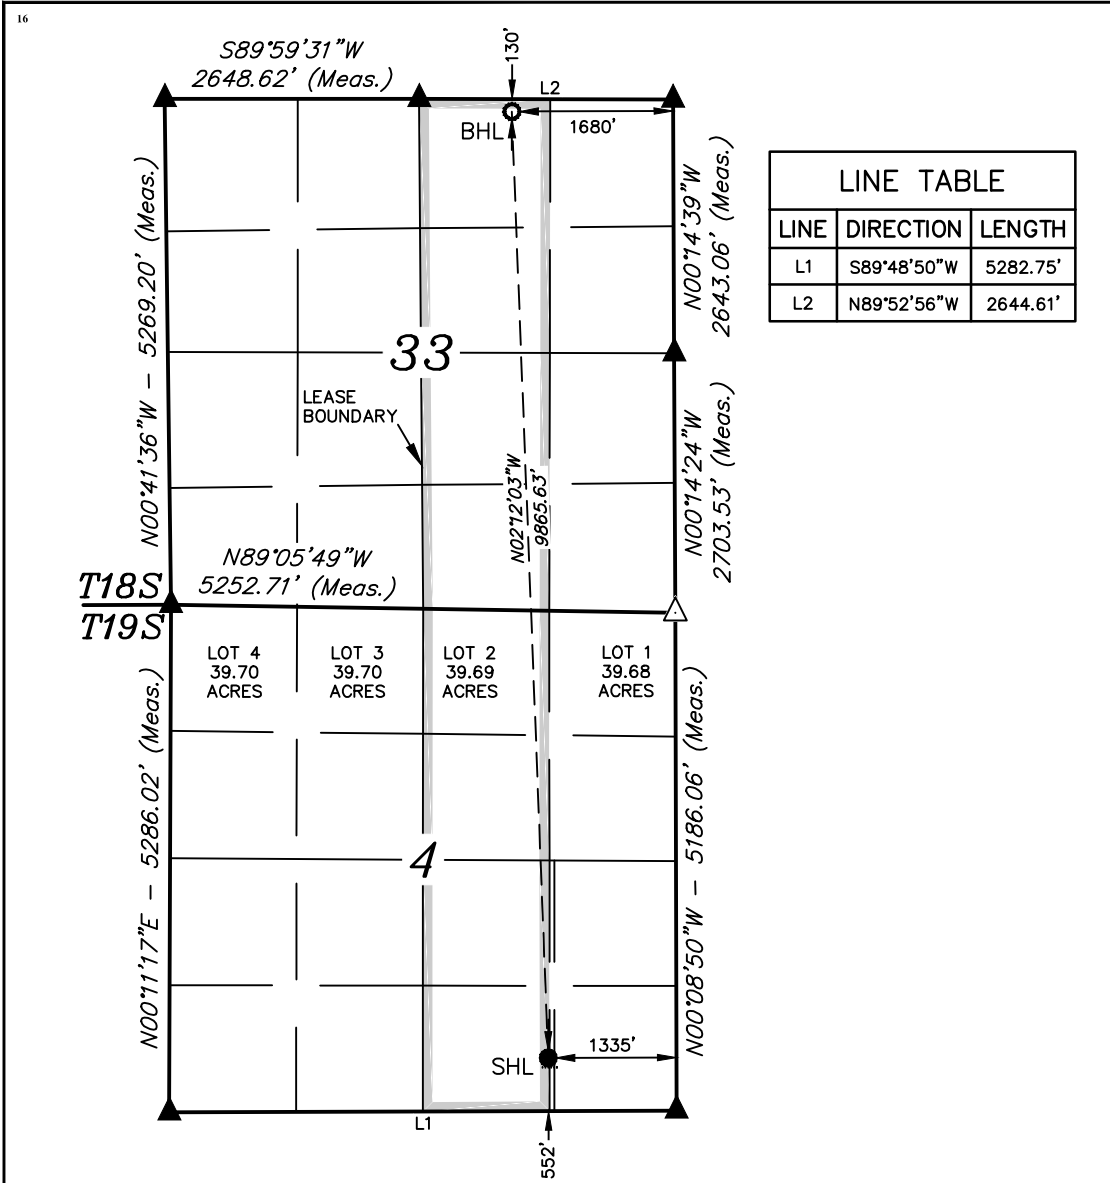 16
S89°59'31"W
2648.62' (Meas.)
130'
L2
BHL
1680'
N00°41'36"W – 5269.20' (Meas.)
N00°14'39"W
2643.06' (Meas.)
LINE TABLE
LINE DIRECTION LENGTH
L1 S89°48'50"W 5282.75'
L2 N89°52'56"W 2644.61'
33
LEASE
BOUNDARY
N02°12'03"W
9865.63'
N00°14'24"W
2703.53' (Meas.)
N89°05'49"W
5252.71' (Meas.)
T18S
T19S
LOT 4
39.70
ACRES
LOT 3
39.70
ACRES
LOT 2
39.69
ACRES
LOT 1
39.68
ACRES
N00°11'17"E – 5286.02' (Meas.)
N00°08'50"W – 5186.06' (Meas.)
4
SHL
1335'
L1
552'